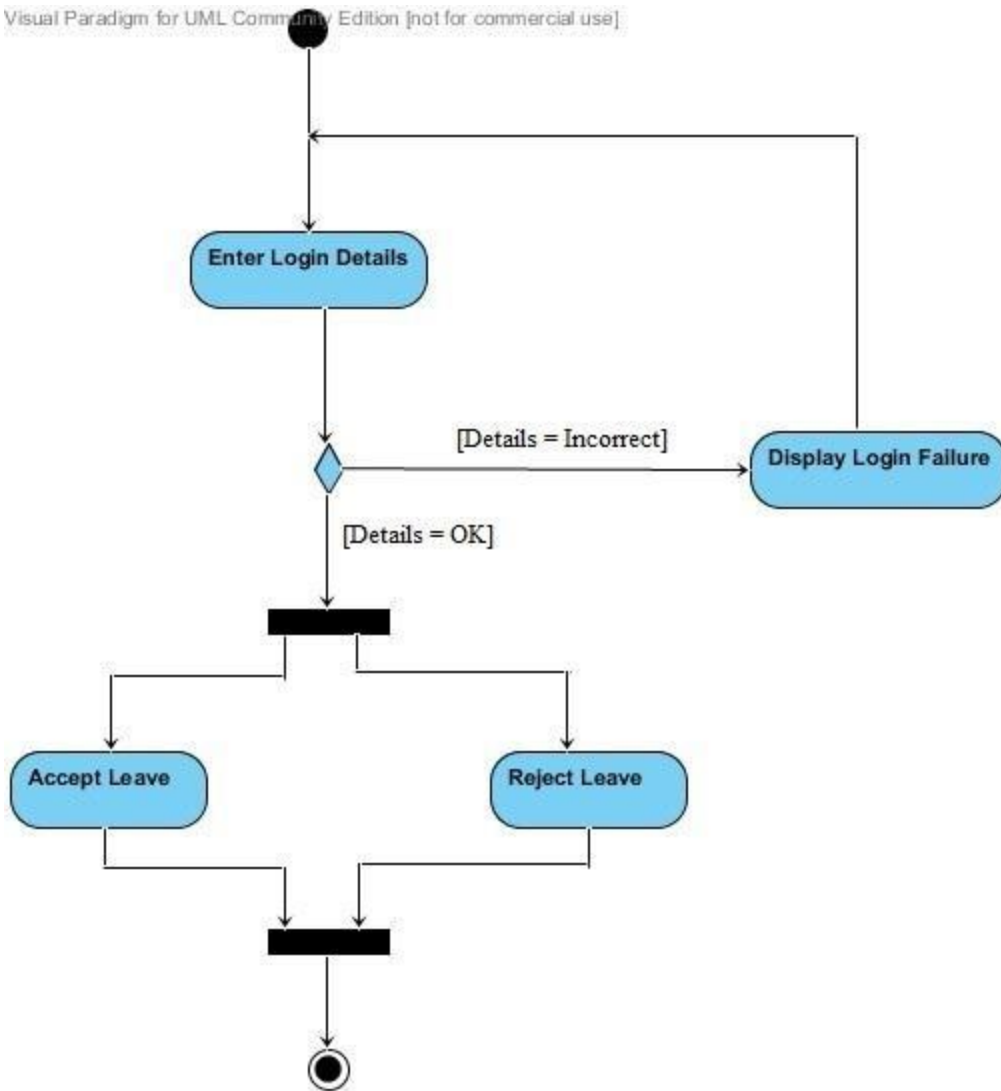 Visual Paradigm for UML Community Edition [not for commercial use]
Enter Login Details
[Details = Incorrect]
Display Login Failure
[Details = OK]
Accept Leave
Reject Leave